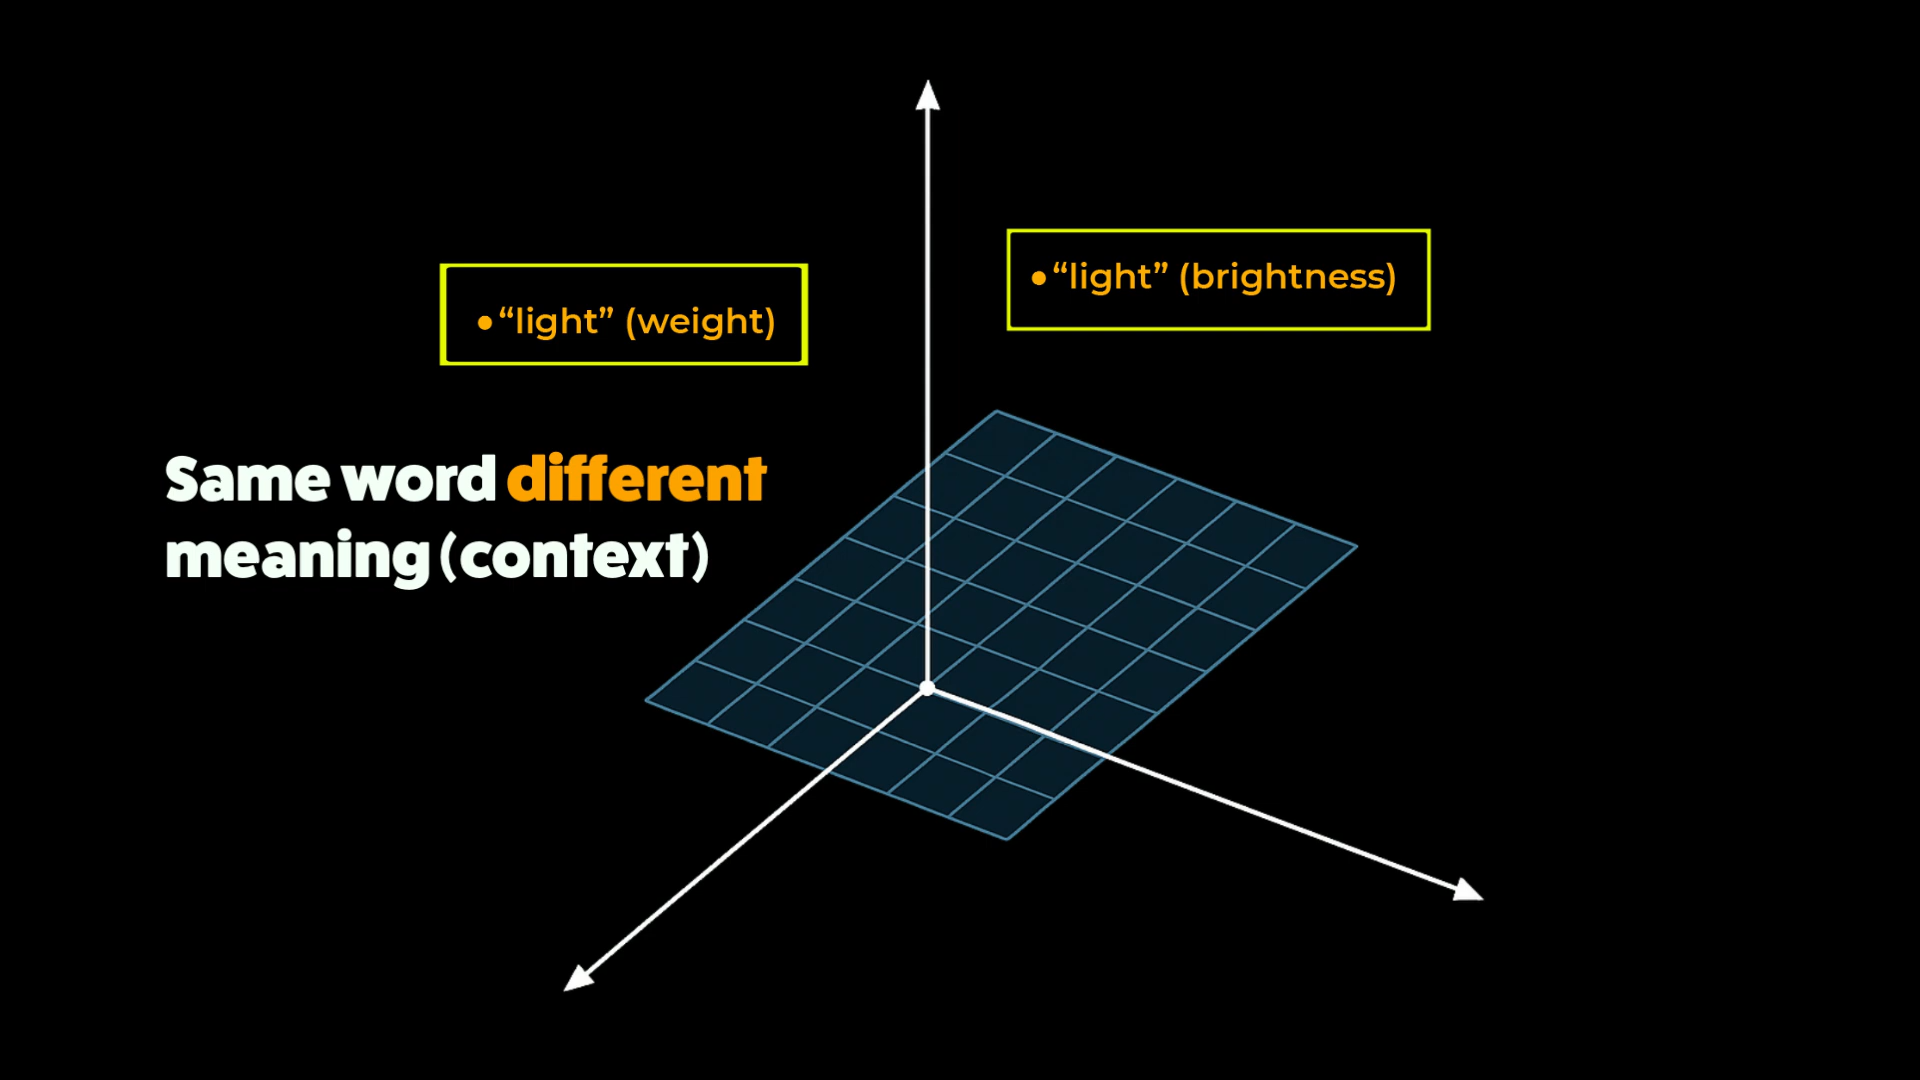 •“light” (brightness)
•“light” (weight)
Same word different
meaning (context)